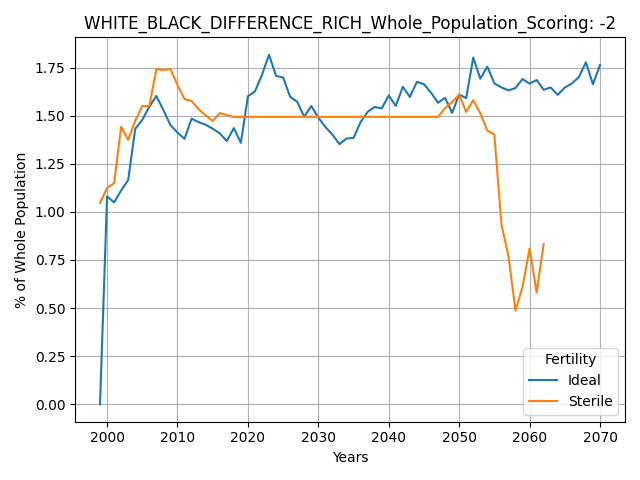 WHITE_BLACK_DIFFERENCE_RICH_Whole_Population_Scoring: -2
% of Whole Population
1.75
1.50
1.25
1.00
0.75
0.50
0.25
0.00
Fertility
Ideal
Sterile
2000 2010 2020 2030 2040 2050 2060 2070
Years